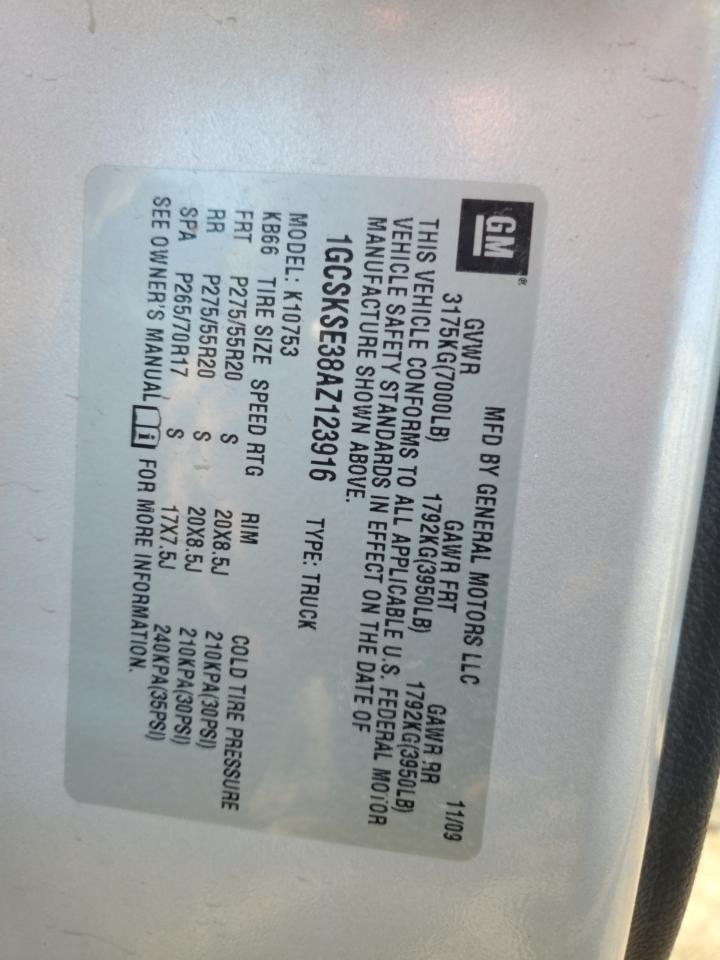 GM®
MFD BY GENERAL MOTORS LLC 11/09
GVWR GAWR FRT GAWR RR
3175KG(7000LB) 1792KG(3950LB) 1792KG(3950LB)
THIS VEHICLE CONFORMS TO ALL APPLICABLE U.S. FEDERAL MOTOR
VEHICLE SAFETY STANDARDS IN EFFECT ON THE DATE OF
MANUFACTURE SHOWN ABOVE.
1GCSKSE38AZ123916 TYPE: TRUCK
MODEL: K10753
KB66 TIRE SIZE SPEED RTG RIM COLD TIRE PRESSURE
FRT P275/55R20 S 20X8.5J 210KPA(30PSI)
RR P275/55R20 S 20X8.5J 210KPA(30PSI)
SPA P265/70R17 S 17X7.5J 240KPA(35PSI)
SEE OWNER'S MANUAL i FOR MORE INFORMATION.